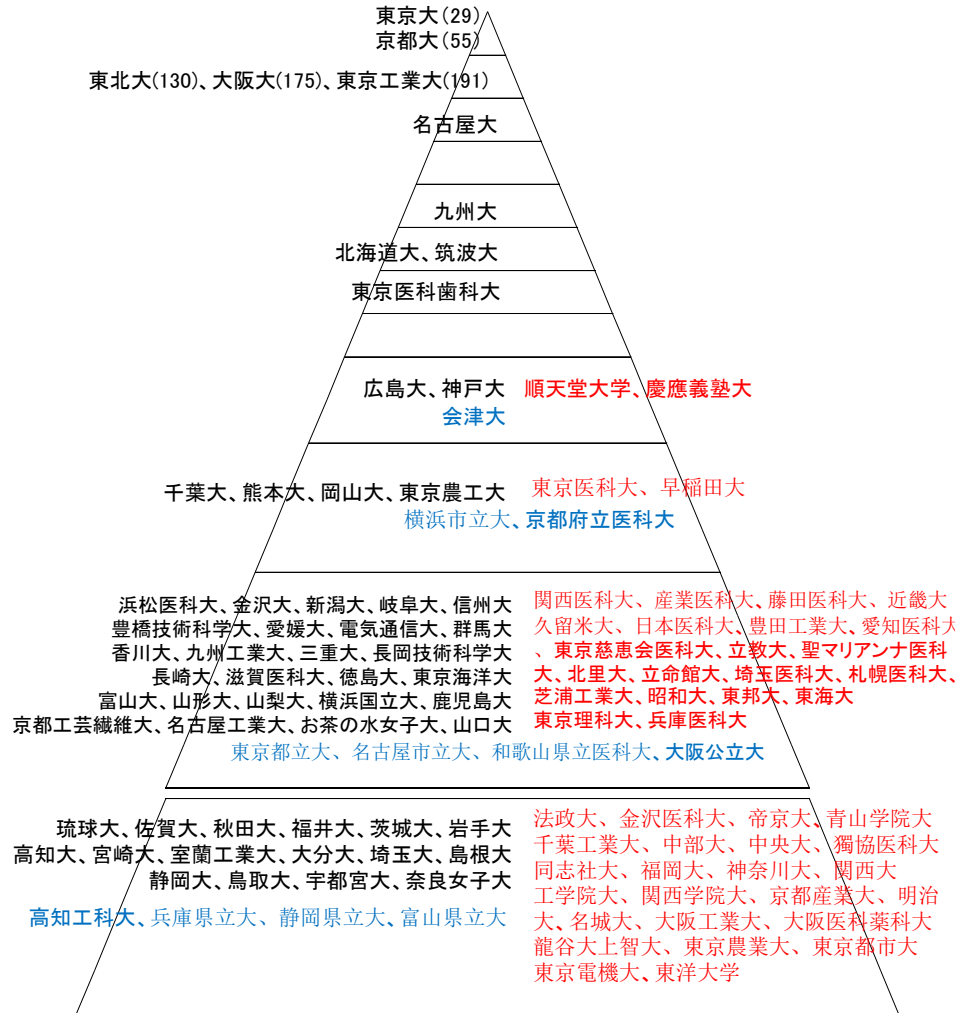 東京大(29)
京都大(55)
東北大(130)、大阪大(175)、東京工業大(191)
名古屋大
九州大
北海道大、筑波大
東京医科歯科大
広島大、神戸大 順天堂大学、慶應義塾大
会津大
千葉大、熊本大、岡山大、東京農工大 東京医科大、早稲田大
横浜市立大、京都府立医科大
浜松医科大、金沢大、新潟大、岐阜大、信州大
豊橋技術科学大、愛媛大、電気通信大、群馬大
香川大、九州工業大、三重大、長岡技術科学大
長崎大、滋賀医科大、徳島大、東京海洋大
富山大、山形大、山梨大、横浜国立大、鹿児島大
京都工芸繊維大、名古屋工業大、お茶の水女子大、山口大
関西医科大、産業医科大、藤田医科大、近畿大
久留米大、日本医科大、豊田工業大、愛知医科大
、東京慈恵会医科大、立教大、聖マリアンナ医科
大、北里大、立命館大、埼玉医科大、札幌医科大、
芝浦工業大、昭和大、東邦大、東海大
東京理科大、兵庫医科大
東京都立大、名古屋市立大、和歌山県立医科大、大阪公立大
琉球大、佐賀大、秋田大、福井大、茨城大、岩手大
高知大、宮崎大、室蘭工業大、大分大、埼玉大、島根大
静岡大、鳥取大、宇都宮大、奈良女子大
高知工科大、兵庫県立大、静岡県立大、富山県立大
法政大、金沢医科大、帝京大、青山学院大
千葉工業大、中部大、中央大、獨協医科大
同志社大、福岡大、神奈川大、関西大
工学院大、関西学院大、京都産業大、明治
大、名城大、大阪工業大、大阪医科薬科大
龍谷大上智大、東京農業大、東京都市大
東京電機大、東洋大学